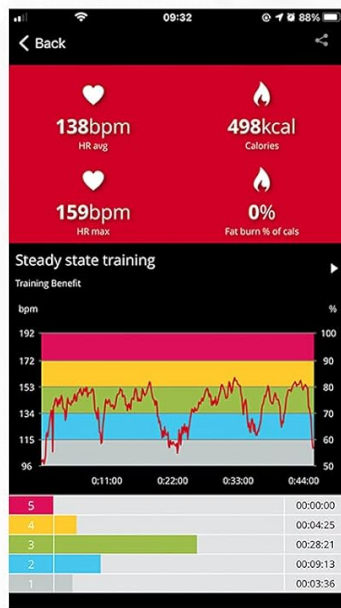 09:32
88%
Back
138bpm
498kcal
HR avg
Calories
159bpm
0%
HR max
Fat burn % of cals
Steady state training
Training Benefit
bpm
%
192
100
172
90
153
80
134
70
115
60
96
50
0:11:00
0:22:00
0:33:00
0:44:00
5
00:00:00
4
00:04:25
3
00:28:21
2
00:09:13
1
00:03:36